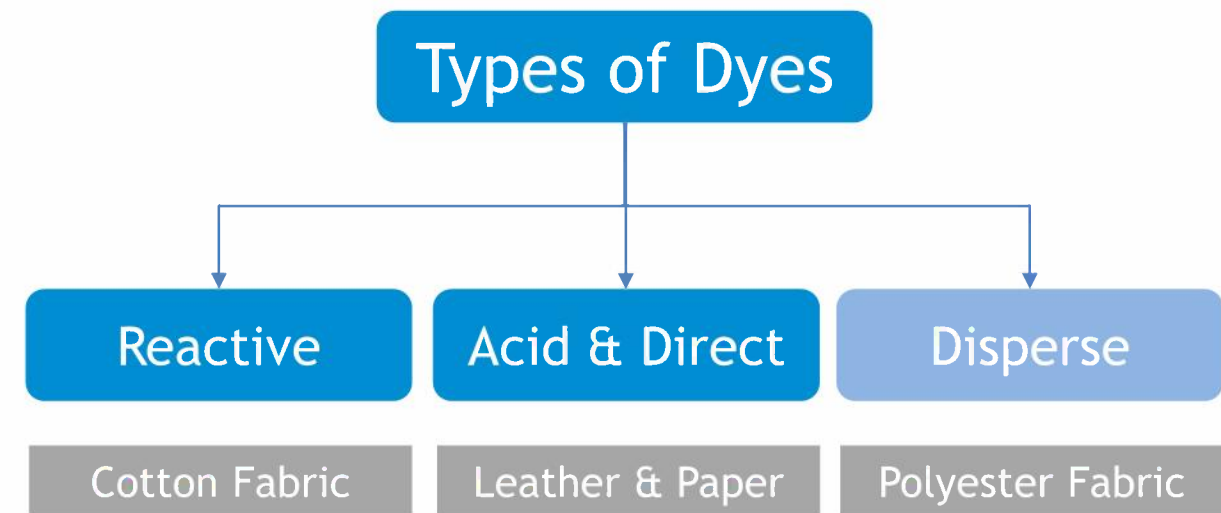 Types of Dyes
Reactive
Acid & Direct
Disperse
Cotton Fabric
Leather & Paper
Polyester Fabric